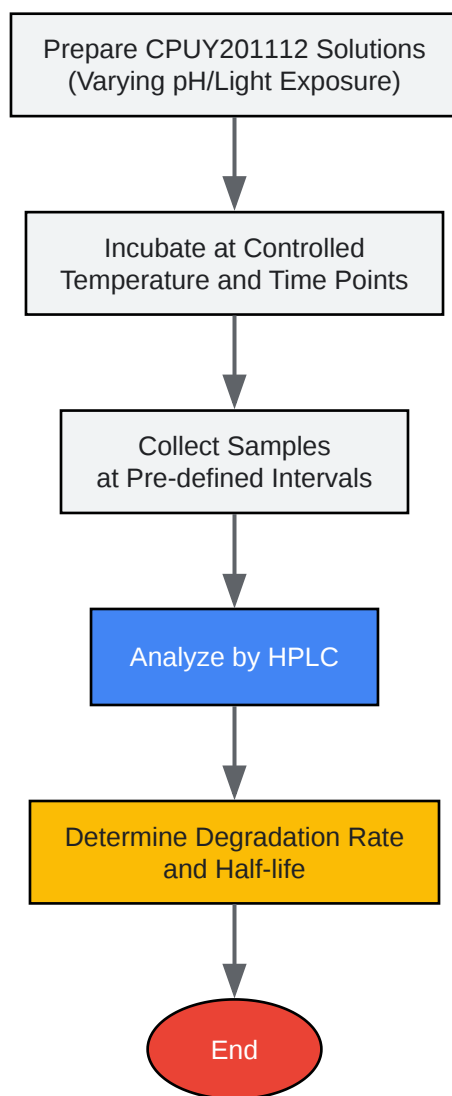 Prepare CPUY201112 Solutions
(Varying pH/Light Exposure)
Incubate at Controlled
Temperature and Time Points
Collect Samples
at Pre-defined Intervals
Analyze by HPLC
Determine Degradation Rate
and Half-life
End